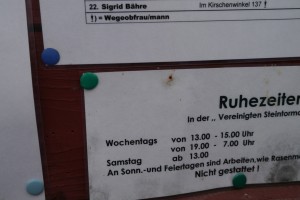 22. Sigrid Bähre Im Kirschenwinkel 137
= Wegeobfrau/mann
Ruhezeiten
In der ,, Vereinigten Steinforma
Wochentags von 13.00 - 15.00 Uhr
von 19.00 - 7.00 Uhr
Samstag ab 13.00
An Sonn.-und Feiertogen sind Arbeiten, wie Rasenm
Nicht gestattet !